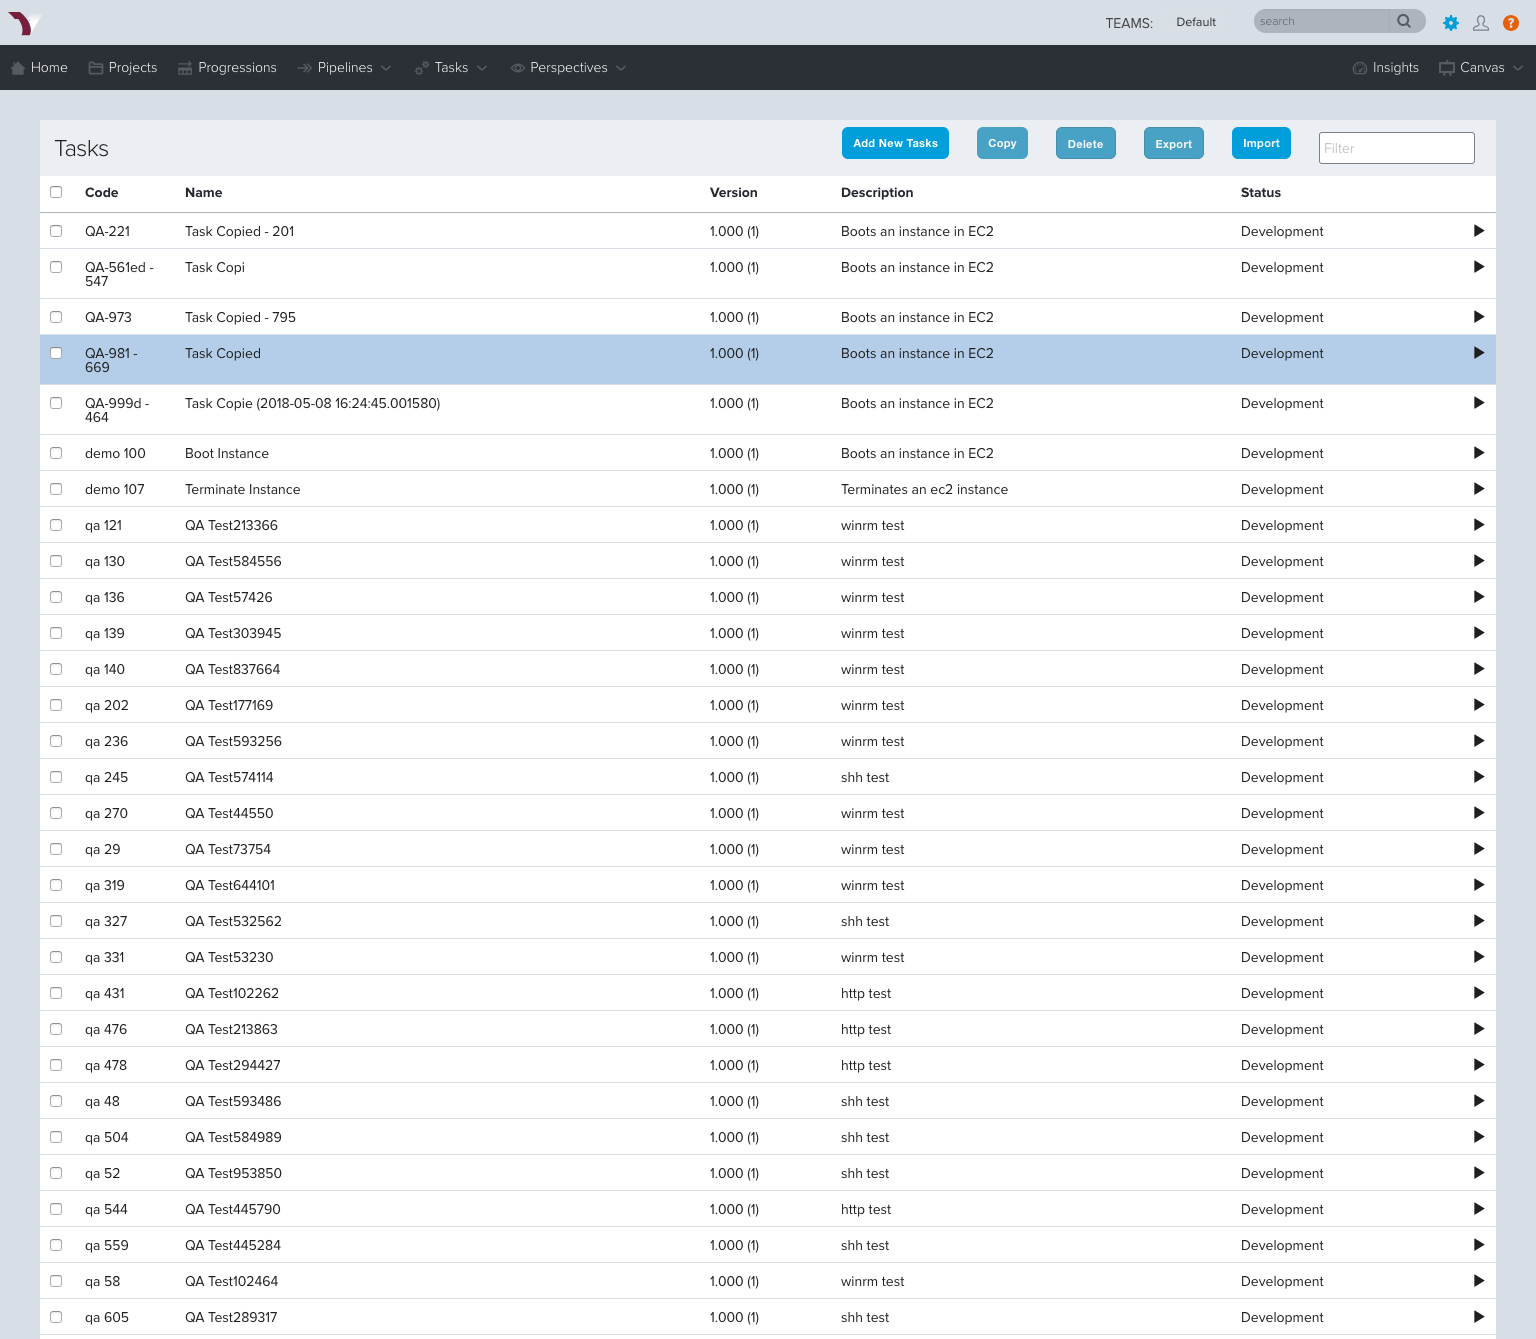 TEAMS: Default search ?
Home Projects Progressions Pipelines Tasks Perspectives Insights Canvas
Tasks Add New Tasks Copy Delete Export Import Filter
Code Name Version Description Status
QA-221 Task Copied - 201 1.000 (1) Boots an instance in EC2 Development
QA-561ed - Task Copi 1.000 (1) Boots an instance in EC2 Development
547
QA-973 Task Copied - 795 1.000 (1) Boots an instance in EC2 Development
QA-981 - Task Copied 1.000 (1) Boots an instance in EC2 Development
669
QA-999d - Task Copie (2018-05-08 16:24:45.001580) 1.000 (1) Boots an instance in EC2 Development
464
demo 100 Boot Instance 1.000 (1) Boots an instance in EC2 Development
demo 107 Terminate Instance 1.000 (1) Terminates an ec2 instance Development
qa 121 QA Test213366 1.000 (1) winrm test Development
qa 130 QA Test584556 1.000 (1) winrm test Development
qa 136 QA Test57426 1.000 (1) winrm test Development
qa 139 QA Test303945 1.000 (1) winrm test Development
qa 140 QA Test837664 1.000 (1) winrm test Development
qa 202 QA Test177169 1.000 (1) winrm test Development
qa 236 QA Test593256 1.000 (1) winrm test Development
qa 245 QA Test574114 1.000 (1) shh test Development
qa 270 QA Test44550 1.000 (1) winrm test Development
qa 29 QA Test73754 1.000 (1) winrm test Development
qa 319 QA Test644101 1.000 (1) winrm test Development
qa 327 QA Test532562 1.000 (1) shh test Development
qa 331 QA Test53230 1.000 (1) winrm test Development
qa 431 QA Test102262 1.000 (1) http test Development
qa 476 QA Test213863 1.000 (1) http test Development
qa 478 QA Test294427 1.000 (1) http test Development
qa 48 QA Test593486 1.000 (1) shh test Development
qa 504 QA Test584989 1.000 (1) shh test Development
qa 52 QA Test953850 1.000 (1) shh test Development
qa 544 QA Test445790 1.000 (1) http test Development
qa 559 QA Test445284 1.000 (1) shh test Development
qa 58 QA Test102464 1.000 (1) winrm test Development
qa 605 QA Test289317 1.000 (1) shh test Development